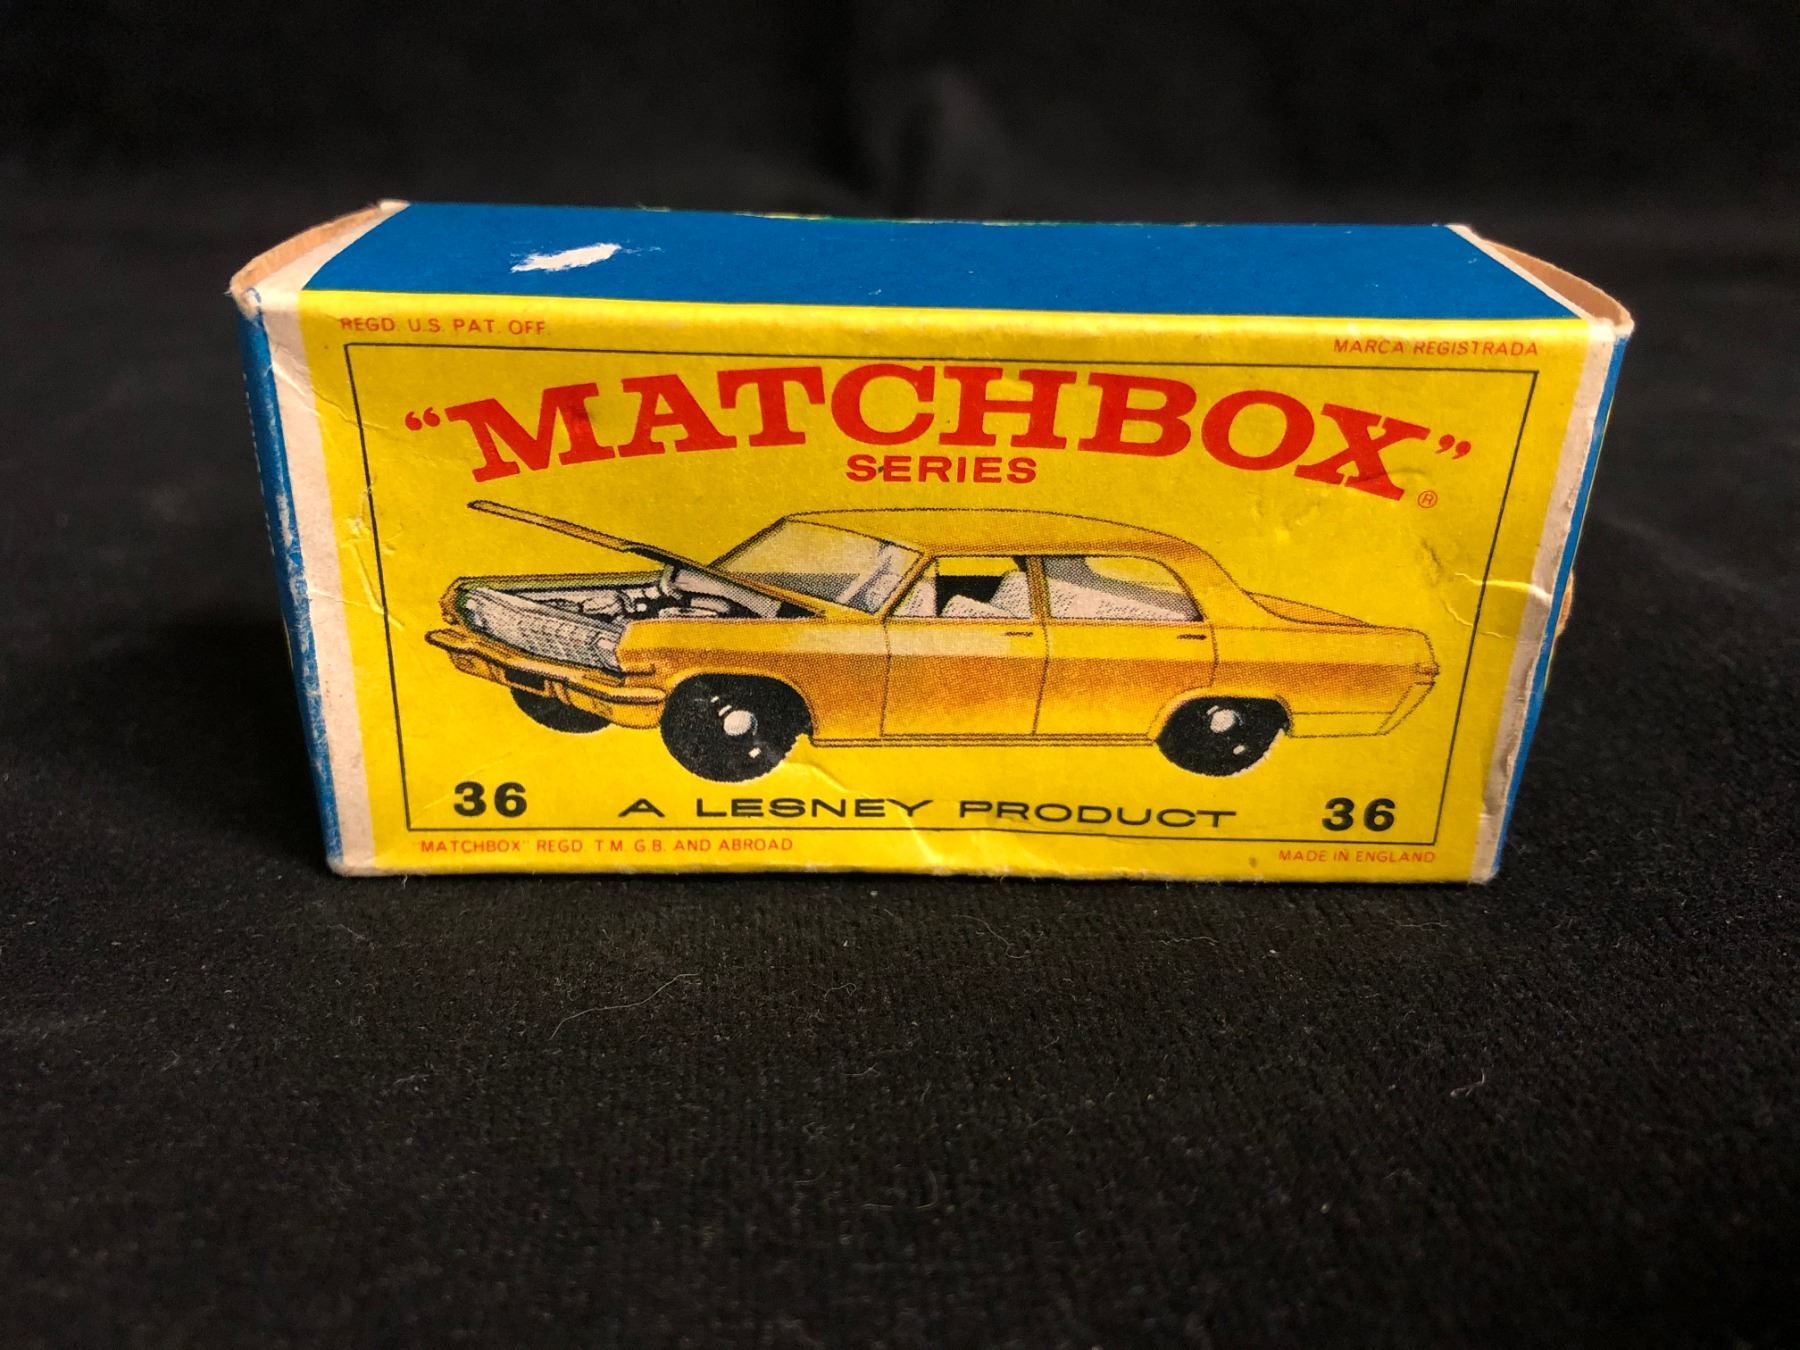 REGD. U.S. PAT. OFF.
MARCA REGISTRADA
"MATCHBOX"
SERIES
®
36 A LESNEY PRODUCT 36
"MATCHBOX" REGD. T.M. G.B. AND ABROAD
MADE IN ENGLAND